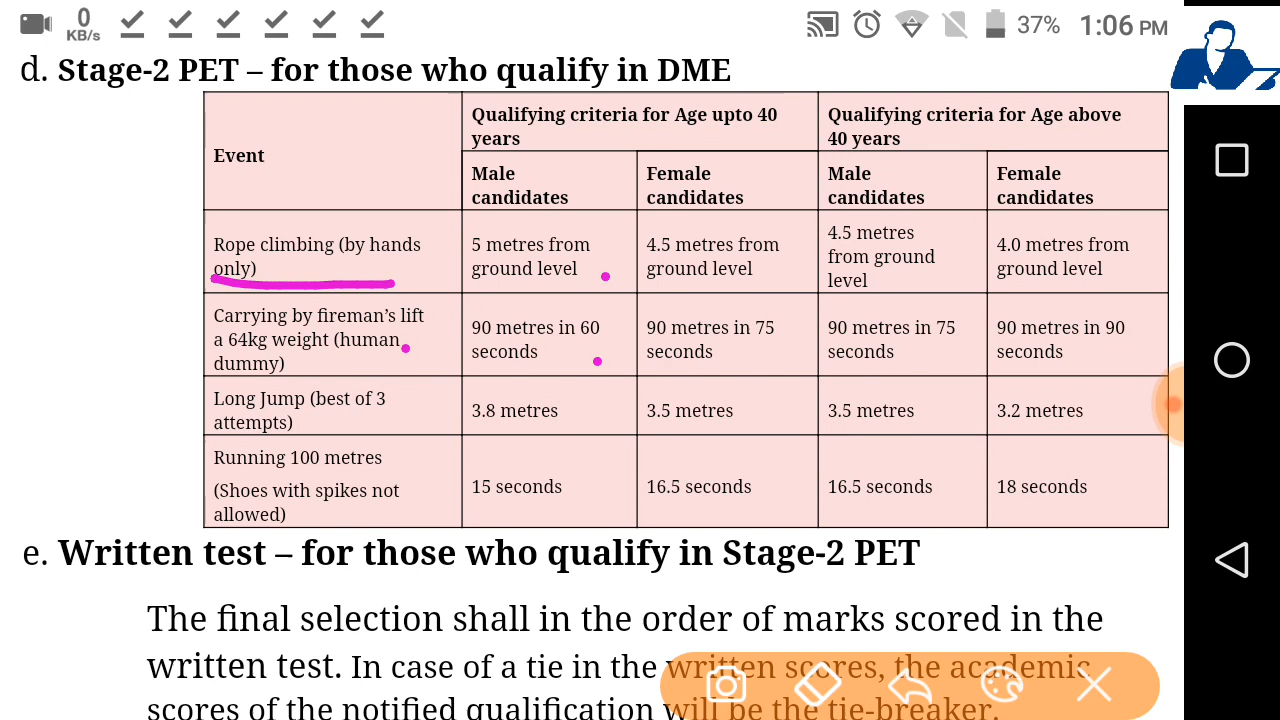 0
KB/s
37%
1:06 PM
d. Stage-2 PET – for those who qualify in DME
Event
Qualifying criteria for Age upto 40
years
Qualifying criteria for Age above
40 years
Male
candidates
Female
candidates
Male
candidates
Female
candidates
Rope climbing (by hands
only)
5 metres from
ground level
4.5 metres from
ground level
4.5 metres
from ground
level
4.0 metres from
ground level
Carrying by fireman’s lift
a 64kg weight (human
dummy)
90 metres in 60
seconds
90 metres in 75
seconds
90 metres in 75
seconds
90 metres in 90
seconds
Long Jump (best of 3
attempts)
3.8 metres
3.5 metres
3.5 metres
3.2 metres
Running 100 metres
(Shoes with spikes not
allowed)
15 seconds
16.5 seconds
16.5 seconds
18 seconds
e. Written test – for those who qualify in Stage-2 PET
The final selection shall in the order of marks scored in the
written test. In case of a tie in the written scores, the academic
scores of the notified qualification will be the tie-breaker.